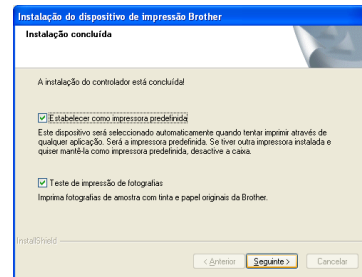 Instalação do dispositivo de impressão Brother
Instalação concluída
A instalação do controlador está concluída!
Estabelecer como impressora predefinida
Este dispositivo será seleccionado automaticamente quando tentar imprimir através de
qualquer aplicação. Será a impressora predefinida. Se tiver outra impressora instalada e
quiser mantê-la como impressora predefinida, desactive a caixa.
Teste de impressão de fotografias
Imprima fotografias de amostra com tinta e papel originais da Brother.
InstallShield
< Anterior Seguinte > Cancelar